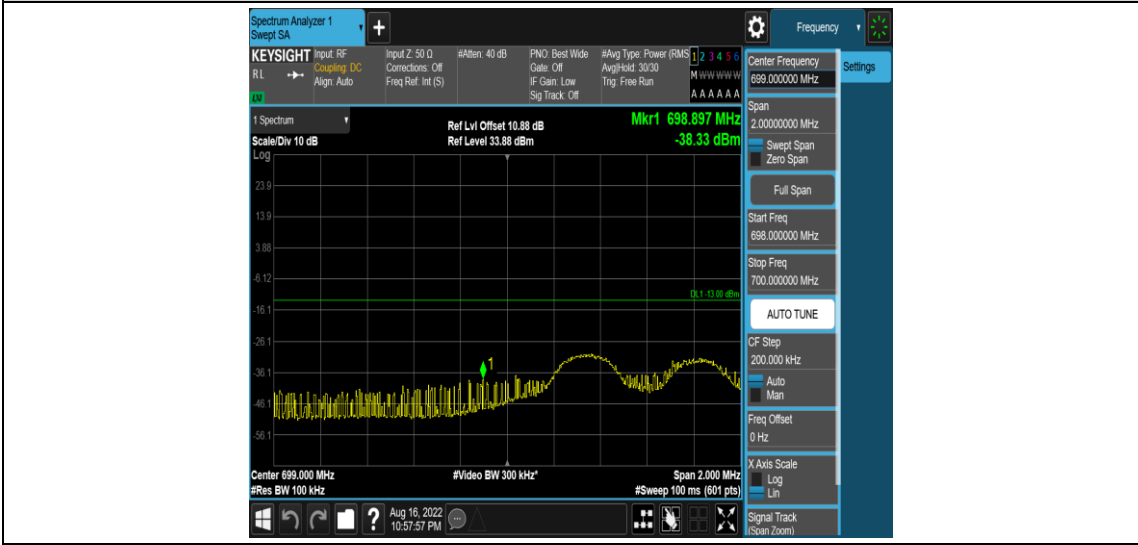 Spectrum Analyzer 1
Swept SA
+
Frequency
KEYSIGHT
RL
LXI
Input: RF
Coupling: DC
Align: Auto
Input Z: 50 Ω
Corrections: Off
Freq Ref: Int (S)
#Atten: 40 dB
PNO: Best Wide
Gate: Off
IF Gain: Low
Sig Track: Off
#Avg Type: Power (RMS
Avg|Hold: 30/30
Trig: Free Run
1 2 3 4 5 6
M W W W W W
A A A A A A
1 Spectrum
Scale/Div 10 dB
Log
Ref Lvl Offset 10.88 dB
Ref Level 33.88 dBm
Mkr1 698.897 MHz
-38.33 dBm
23.9
13.9
3.88
-6.12
-16.1
-26.1
-36.1
-46.1
-56.1
DL1 -13.00 dBm
1
Center 699.000 MHz
#Res BW 100 kHz
#Video BW 300 kHz*
Span 2.000 MHz
#Sweep 100 ms (601 pts)
Center Frequency
699.000000 MHz
Settings
Span
2.00000000 MHz
Swept Span
Zero Span
Full Span
Start Freq
698.000000 MHz
Stop Freq
700.000000 MHz
AUTO TUNE
CF Step
200.000 kHz
Auto
Man
Freq Offset
0 Hz
X Axis Scale
Log
Lin
Signal Track
(Span Zoom)
?
Aug 16, 2022
10:57:57 PM